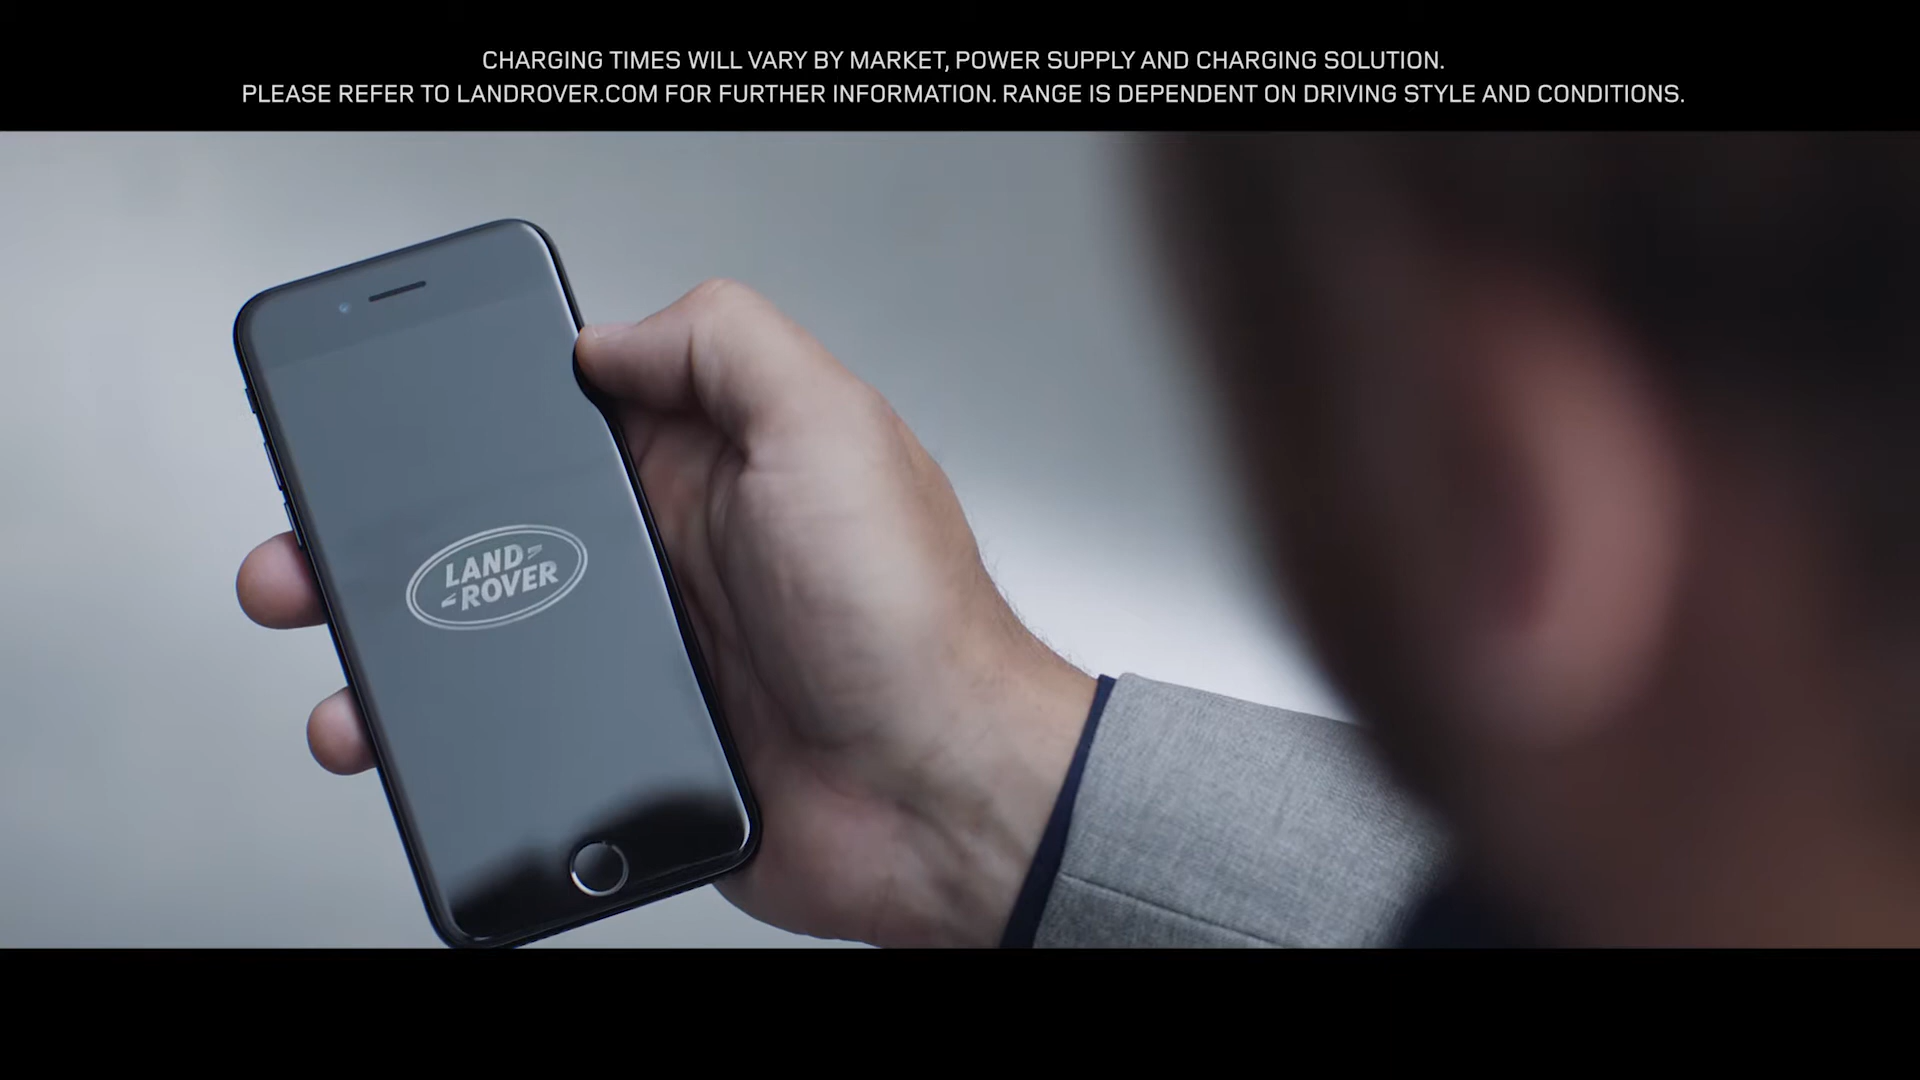 CHARGING TIMES WILL VARY BY MARKET, POWER SUPPLY AND CHARGING SOLUTION.
PLEASE REFER TO LANDROVER.COM FOR FURTHER INFORMATION. RANGE IS DEPENDENT ON DRIVING STYLE AND CONDITIONS.
LAND
ROVER